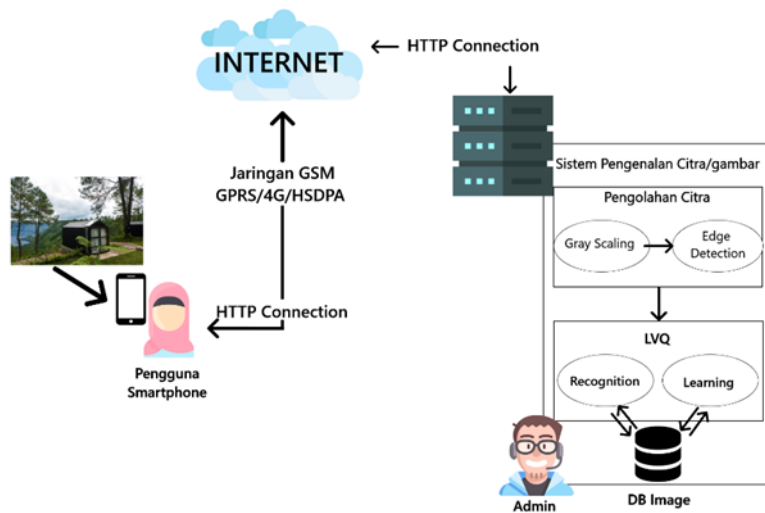 INTERNET
HTTP Connection
Jaringan GSM
GPRS/4G/HSDPA
HTTP Connection
Pengguna
Smartphone
Sistem Pengenalan Citra/gambar
Pengolahan Citra
Gray Scaling
Edge
Detection
LVQ
Recognition
Learning
DB Image
Admin